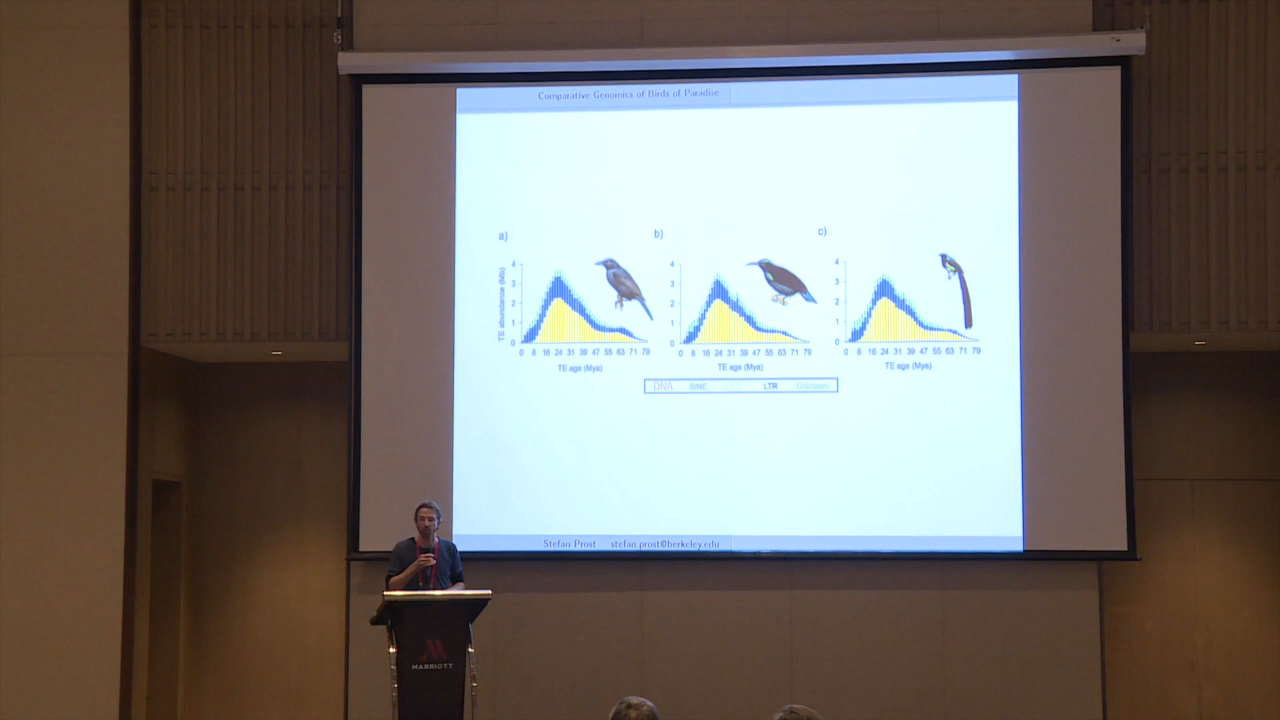 Comparative Genomics of Birds of Paradise
a)
b)
c)
TE abundance (Mb)
4
3
2
1
0
0 8 16 24 31 39 47 55 63 71 79
TE age (Mya)
4
3
2
1
0
0 8 16 24 31 39 47 55 63 71 79
TE age (Mya)
4
3
2
1
0
0 8 16 24 31 39 47 55 63 71 79
TE age (Mya)
DNA SINE LTR Unknown
Stefan Prost stefan.prost@berkeley.edu
MARRIOTT